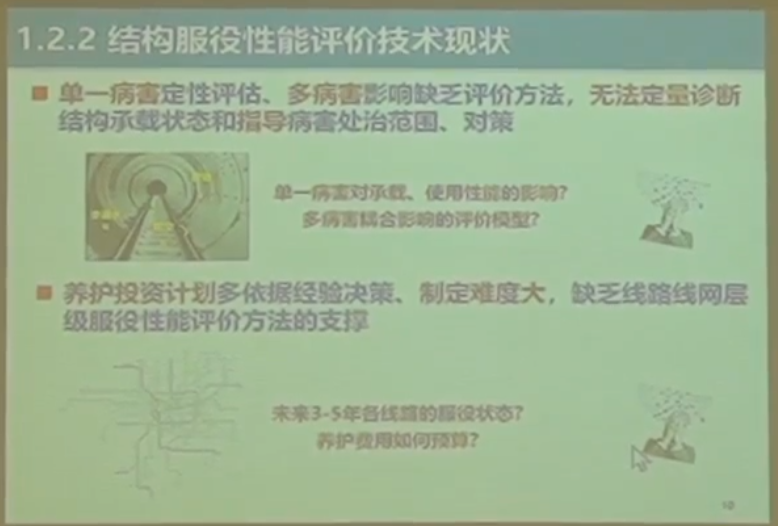 1.2.2 结构服役性能评价技术现状
单一病害定性评估、多病害影响缺乏评价方法，无法定量诊断
结构承载状态和指导病害处治范围、对策
单一病害对承载、使用性能的影响？
多病害耦合影响的评价模型？
养护投资计划多依据经验决策、制定难度大，缺乏线路线网层
级服役性能评价方法的支撑
未来3-5年各线路的服役状态？
养护费用如何预算？
10